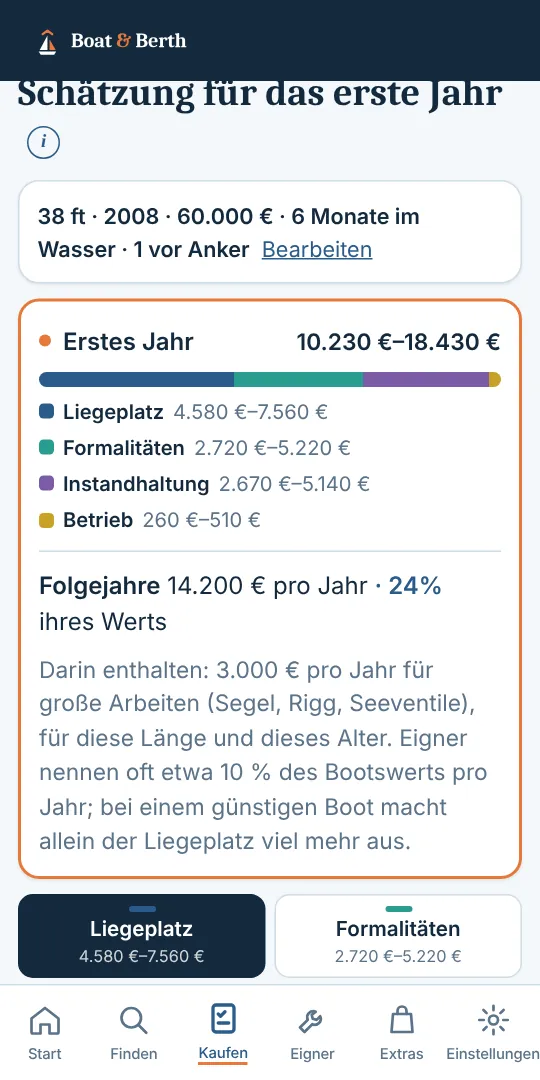 Boat & Berth
Schätzung für das erste Jahr
i
38 ft · 2008 · 60.000 € · 6 Monate im
Wasser · 1 vor Anker Bearbeiten
Erstes Jahr 10.230 €–18.430 €
Liegeplatz 4.580 €–7.560 €
Formalitäten 2.720 €–5.220 €
Instandhaltung 2.670 €–5.140 €
Betrieb 260 €–510 €
Folgejahre 14.200 € pro Jahr · 24%
ihres Werts
Darin enthalten: 3.000 € pro Jahr für
große Arbeiten (Segel, Rigg, Seeventile),
für diese Länge und dieses Alter. Eigner
nennen oft etwa 10 % des Bootswerts pro
Jahr; bei einem günstigen Boot macht
allein der Liegeplatz viel mehr aus.
Liegeplatz Formalitäten
4.580 €–7.560 € 2.720 €–5.220 €
Start Finden Kaufen Eigner Extras Einstellungen